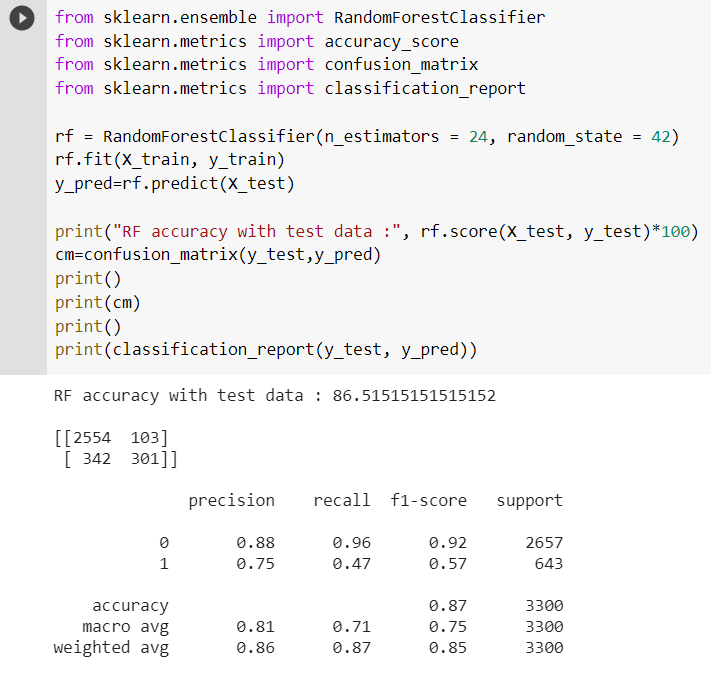 from sklearn.ensemble import RandomForestClassifier
from sklearn.metrics import accuracy_score
from sklearn.metrics import confusion_matrix
from sklearn.metrics import classification_report

rf = RandomForestClassifier(n_estimators = 24, random_state = 42)
rf.fit(X_train, y_train)
y_pred=rf.predict(X_test)

print("RF accuracy with test data :", rf.score(X_test, y_test)*100)
cm=confusion_matrix(y_test,y_pred)
print()
print(cm)
print()
print(classification_report(y_test, y_pred))

RF accuracy with test data : 86.51515151515152

[[2554  103]
 [ 342  301]]

              precision    recall  f1-score   support

           0       0.88      0.96      0.92      2657
           1       0.75      0.47      0.57       643

    accuracy                           0.87      3300
   macro avg       0.81      0.71      0.75      3300
weighted avg       0.86      0.87      0.85      3300